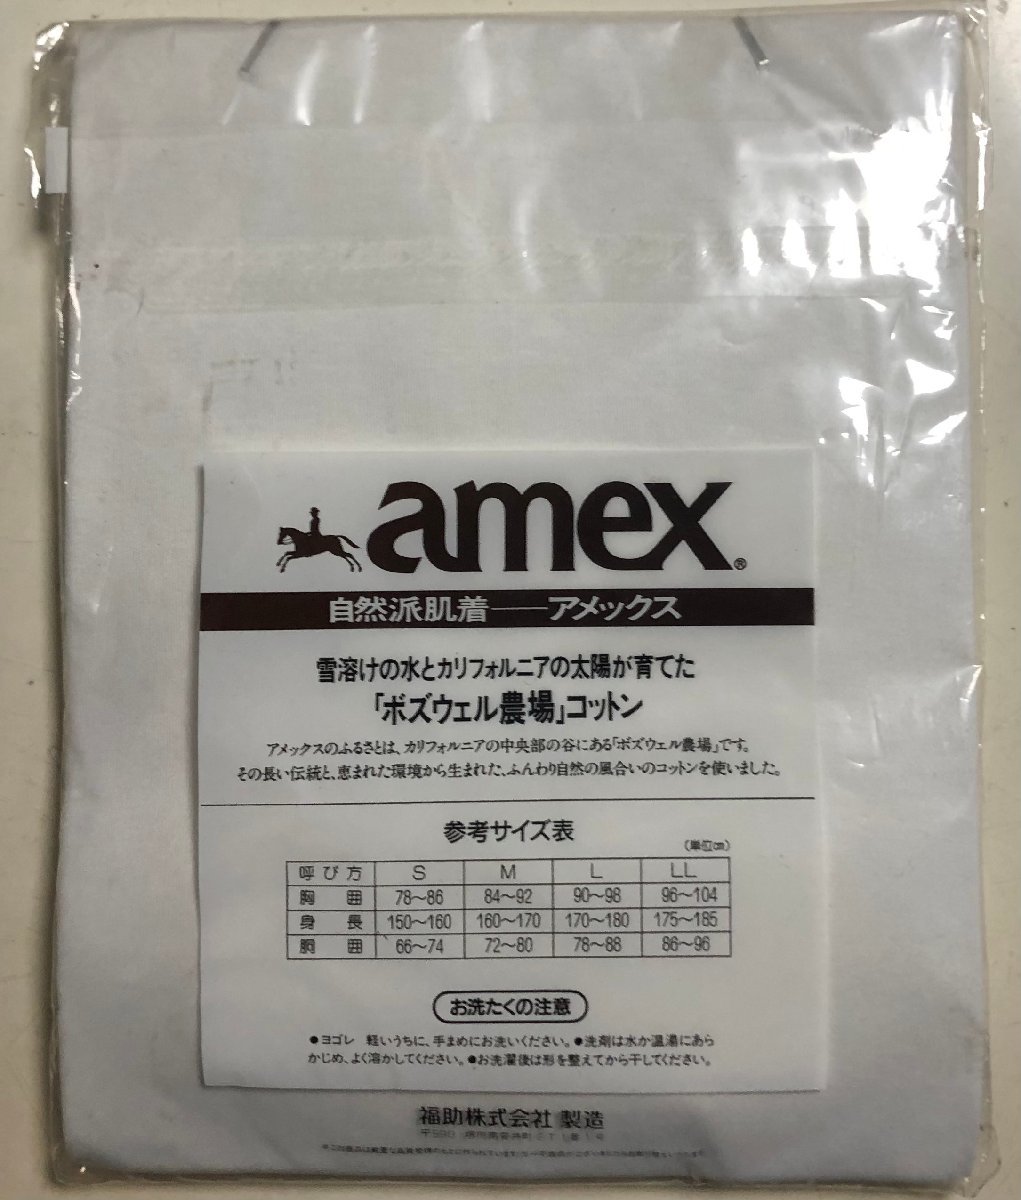 amex®
自然派肌着──アメックス
雪溶けの水とカリフォルニアの太陽が育てた
「ボズウェル農場」コットン
アメックスのふるさとは、カリフォルニアの中央部の谷にある「ボズウェル農場」です。
その長い伝統と、恵まれた環境から生まれた、ふんわり自然の風合いのコットンを使いました。
参考サイズ表
(単位cm)
呼び方 S M L LL
胸囲 78～86 84～92 90～98 96～104
身長 150～160 160～170 170～180 175～185
胴囲 66～74 72～80 78～88 86～96
お洗たくの注意
●ヨゴレ 軽いうちに、手まめにお洗いください。●洗剤は水か温湯にあら
かじめ、よく溶かしてください。●お洗濯後は形を整えてから干してください。
福助株式会社 製造